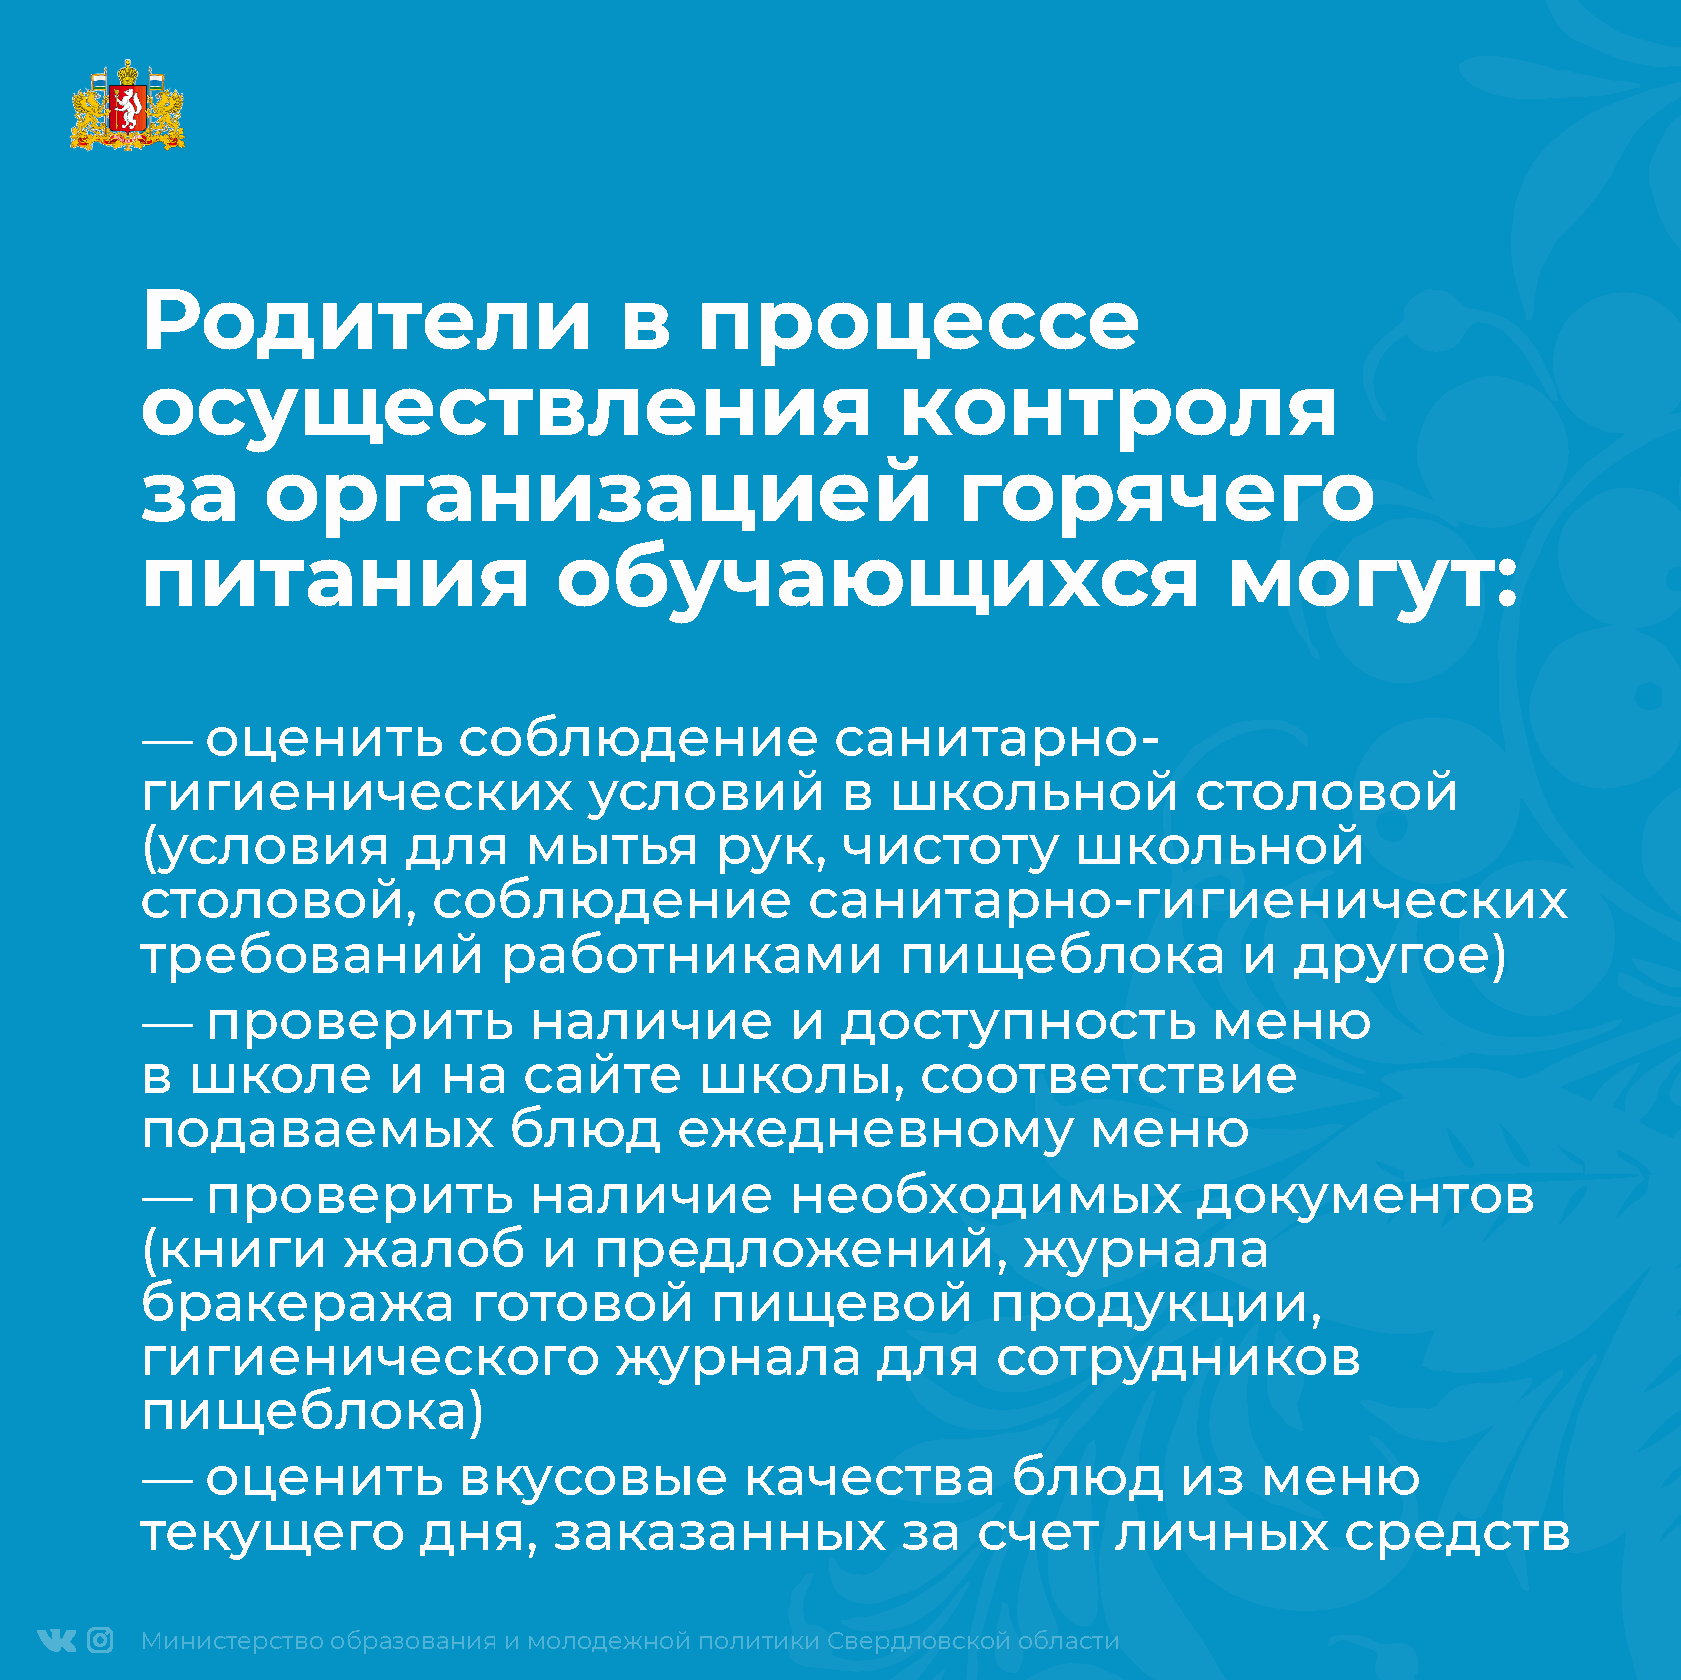 Родители в процессе
осуществления контроля
за организацией горячего
питания обучающихся могут:
— оценить соблюдение санитарно-
гигиенических условий в школьной столовой
(условия для мытья рук, чистоту школьной
столовой, соблюдение санитарно-гигиенических
требований работниками пищеблока и другое)
— проверить наличие и доступность меню
в школе и на сайте школы, соответствие
подаваемых блюд ежедневному меню
— проверить наличие необходимых документов
(книги жалоб и предложений, журнала
бракеража готовой пищевой продукции,
гигиенического журнала для сотрудников
пищеблока)
— оценить вкусовые качества блюд из меню
текущего дня, заказанных за счет личных средств
Министерство образования и молодежной политики Свердловской области